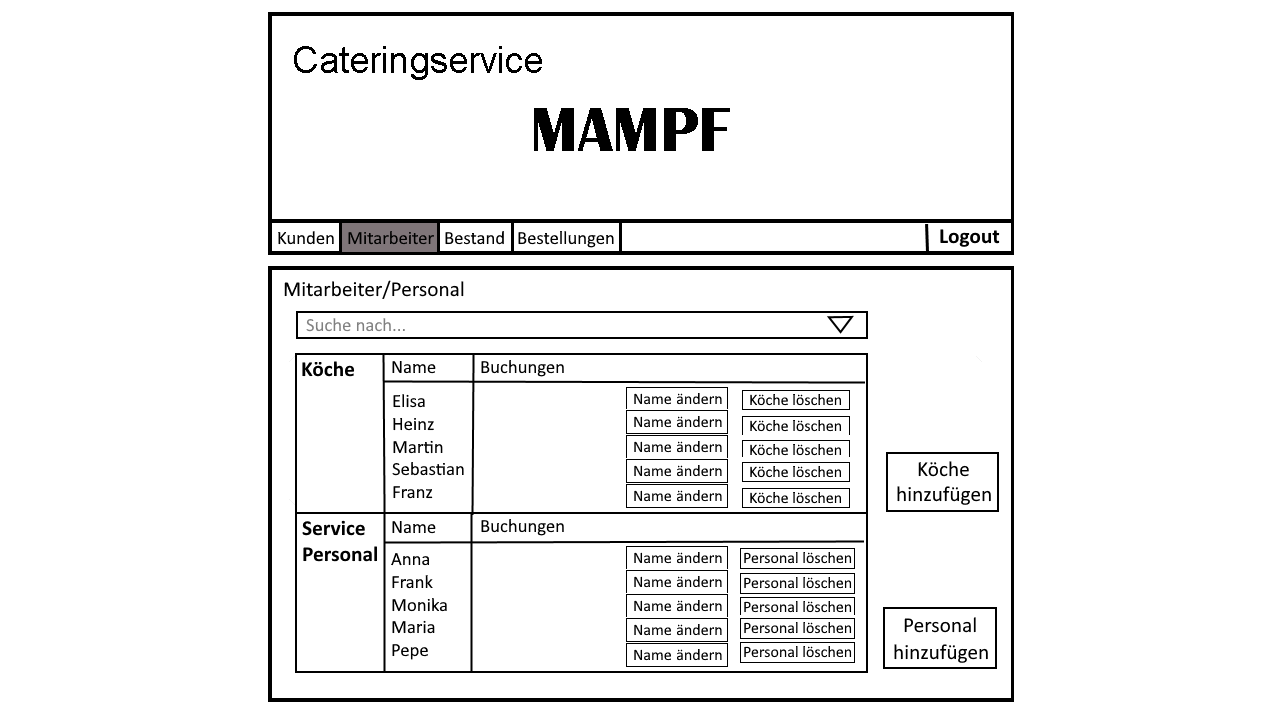 Cateringservice
MAMPF
Kunden Mitarbeiter Bestand Bestellungen Logout
Mitarbeiter/Personal
Suche nach...
Köche Name Buchungen
Elisa Name ändern Köche löschen
Heinz Name ändern Köche löschen
Martin Name ändern Köche löschen
Sebastian Name ändern Köche löschen
Franz Name ändern Köche löschen
Köche
hinzufügen
Service Name Buchungen
Personal
Anna Name ändern Personal löschen
Frank Name ändern Personal löschen
Monika Name ändern Personal löschen
Maria Name ändern Personal löschen
Pepe Name ändern Personal löschen
Personal
hinzufügen